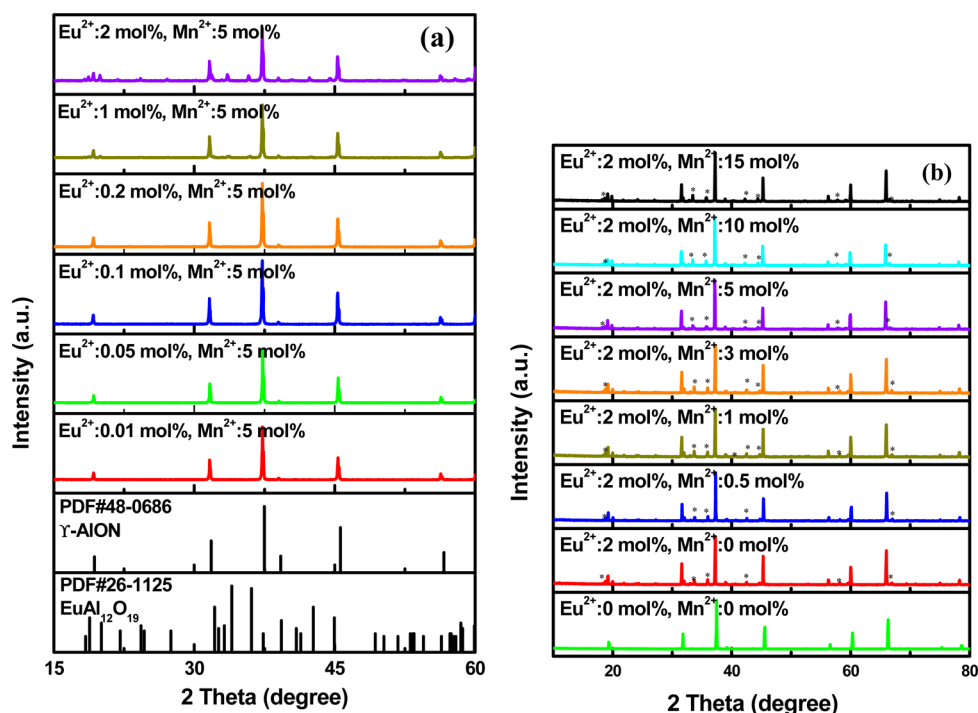 (a)
Eu²⁺:2 mol%, Mn²⁺:5 mol%
Eu²⁺:1 mol%, Mn²⁺:5 mol%
Eu²⁺:0.2 mol%, Mn²⁺:5 mol%
Eu²⁺:0.1 mol%, Mn²⁺:5 mol%
Eu²⁺:0.05 mol%, Mn²⁺:5 mol%
Eu²⁺:0.01 mol%, Mn²⁺:5 mol%
PDF#48-0686
ϒ-AlON
PDF#26-1125
EuAl₁₂O₁₉
Intensity (a.u.)
15 30 45 60
2 Theta (degree)
(b)
Eu²⁺:2 mol%, Mn²⁺:15 mol%
Eu²⁺:2 mol%, Mn²⁺:10 mol%
Eu²⁺:2 mol%, Mn²⁺:5 mol%
Eu²⁺:2 mol%, Mn²⁺:3 mol%
Eu²⁺:2 mol%, Mn²⁺:1 mol%
Eu²⁺:2 mol%, Mn²⁺:0.5 mol%
Eu²⁺:2 mol%, Mn²⁺:0 mol%
Eu²⁺:0 mol%, Mn²⁺:0 mol%
Intensity (a.u.)
20 40 60 80
2 Theta (degree)